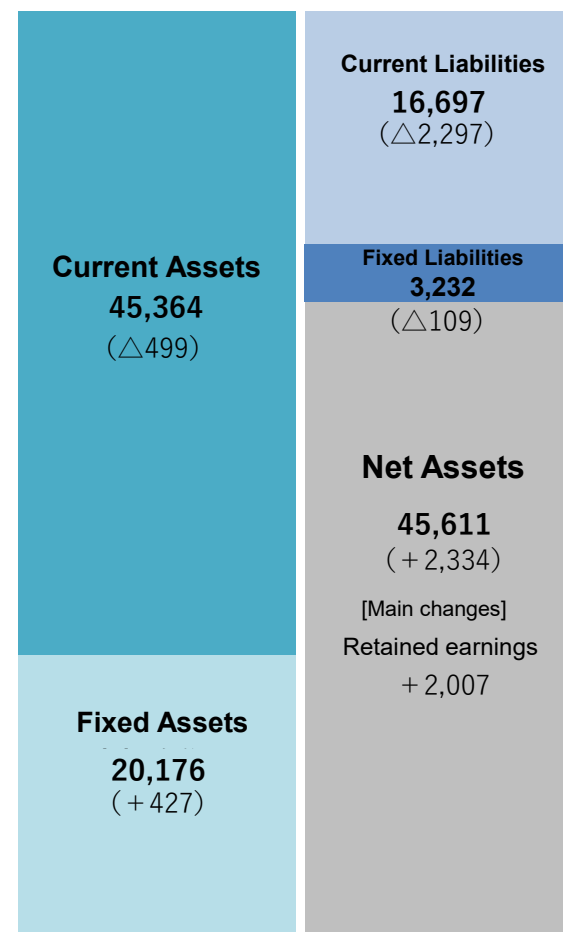 Current Assets
45,364
（△499）
Fixed Assets
20,176
（＋427）
Current Liabilities
16,697
（△2,297）
Fixed Liabilities
3,232
（△109）
Net Assets
45,611
（＋2,334）
[Main changes]
Retained earnings
＋2,007